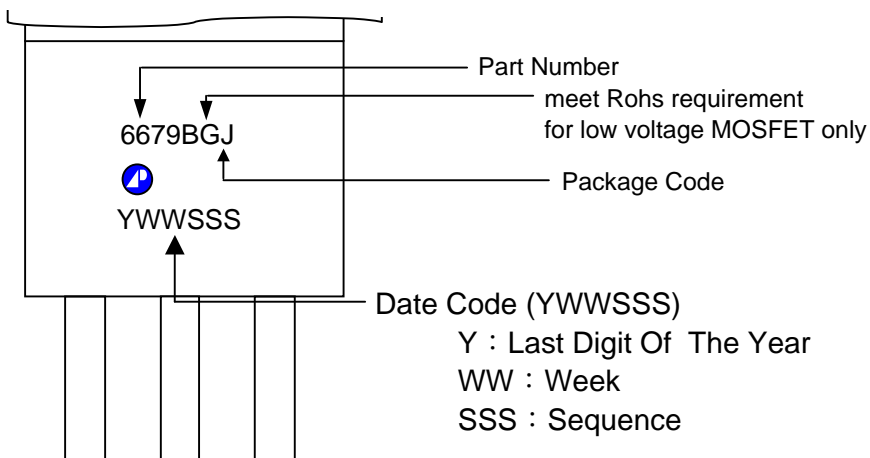 Part Number
meet Rohs requirement
for low voltage MOSFET only
6679BGJ
Package Code
YWWSSS
Date Code (YWWSSS)
Y：Last Digit Of The Year
WW：Week
SSS：Sequence